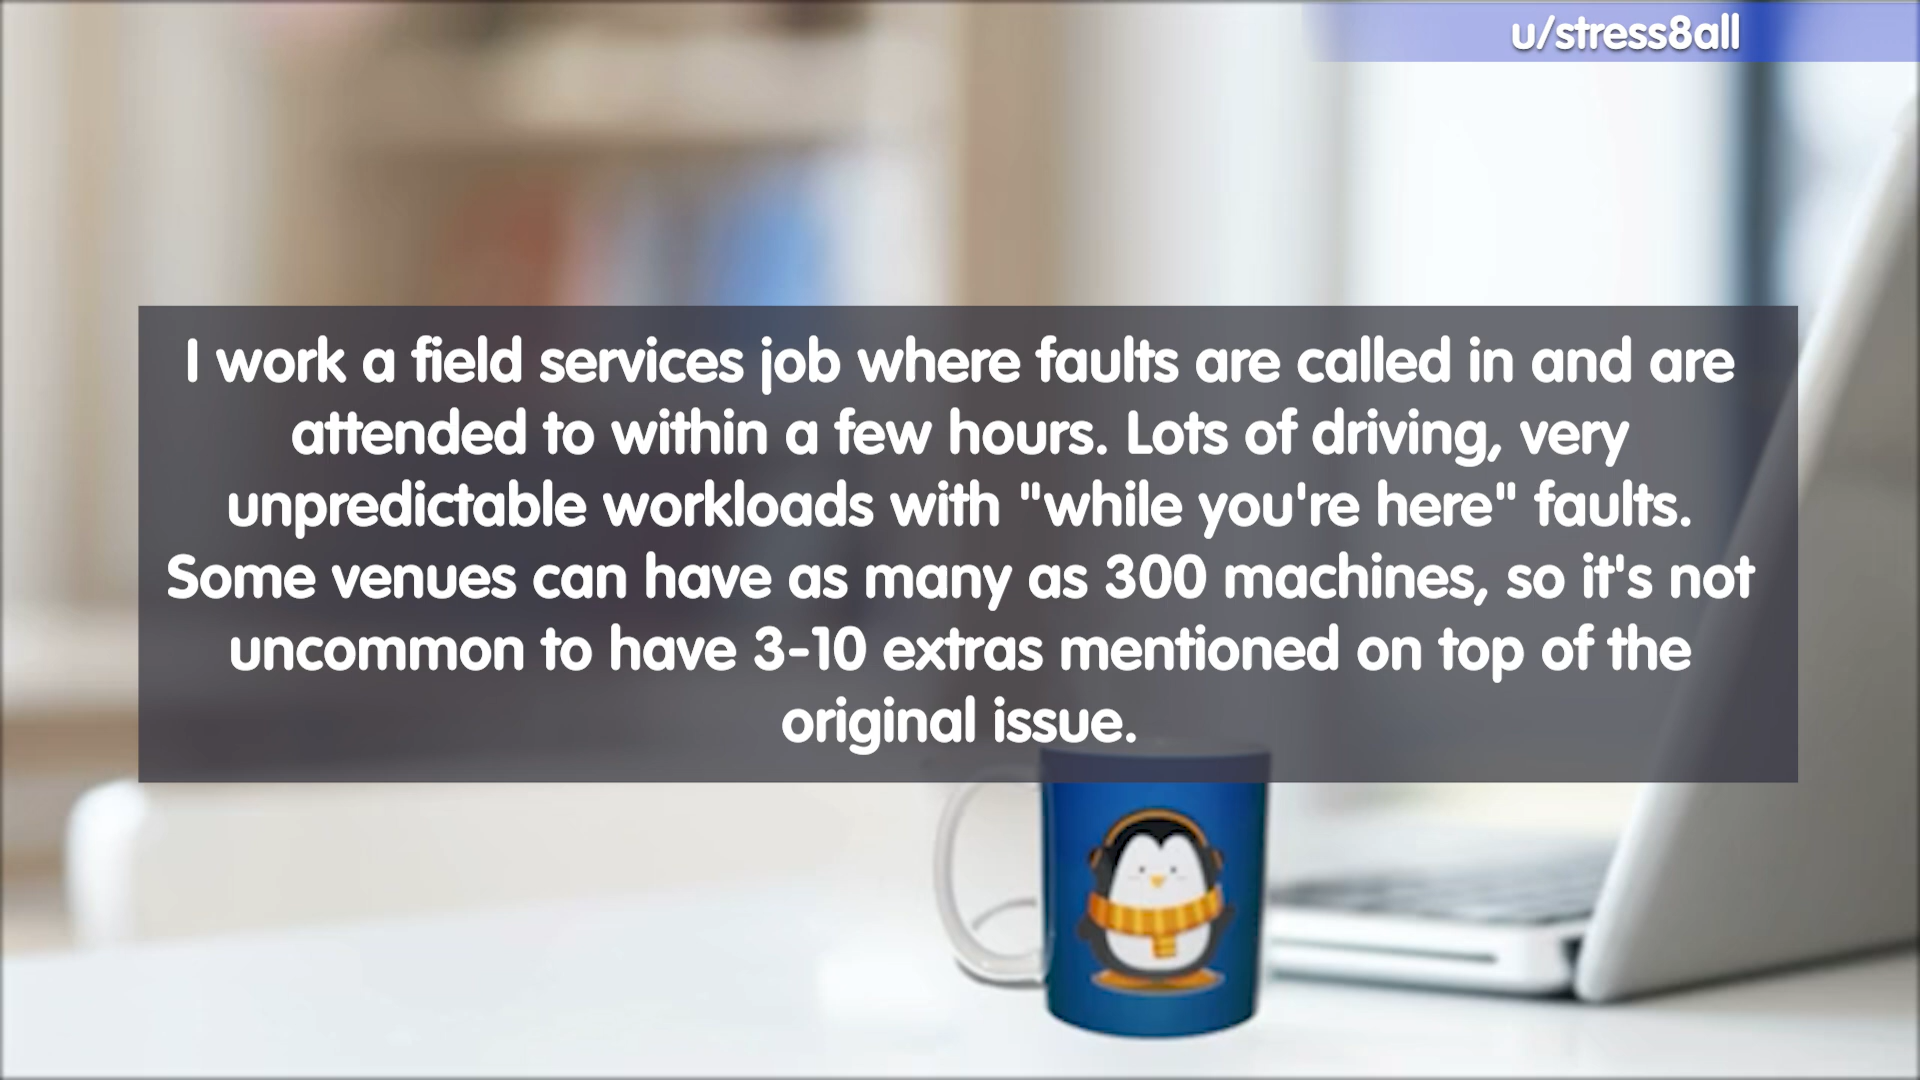 u/stress8all
I work a field services job where faults are called in and are
attended to within a few hours. Lots of driving, very
unpredictable workloads with "while you're here" faults.
Some venues can have as many as 300 machines, so it's not
uncommon to have 3-10 extras mentioned on top of the
original issue.